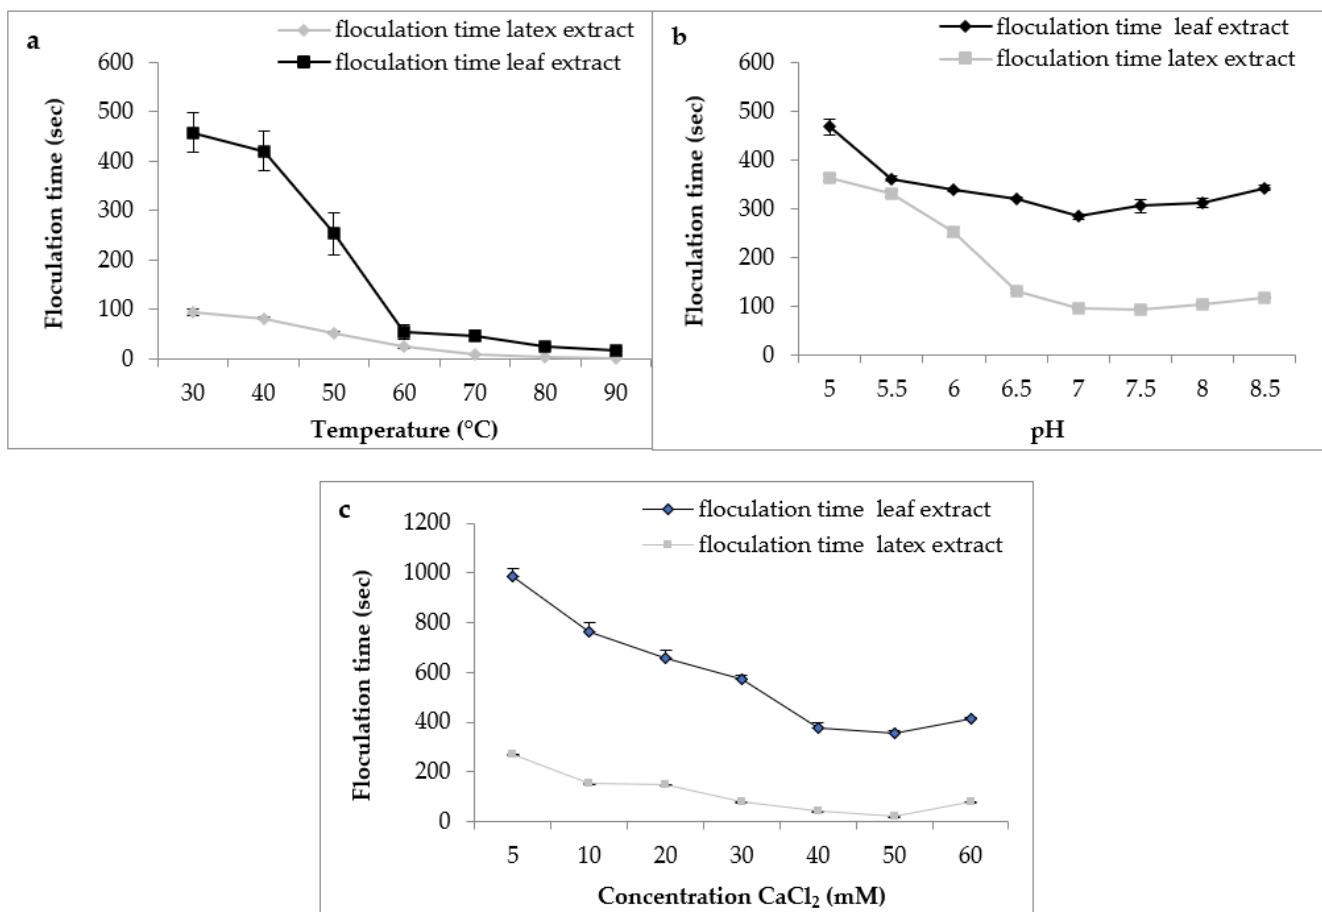 a
floculation time latex extract
floculation time leaf extract
600
500
400
300
200
100
0
Floculation time (sec)
30 40 50 60 70 80 90
Temperature (°C)
b
floculation time leaf extract
floculation time latex extract
600
500
400
300
200
100
0
Floculation time (sec)
5 5.5 6 6.5 7 7.5 8 8.5
pH
c
floculation time leaf extract
floculation time latex extract
1200
1000
800
600
400
200
0
Floculation time (sec)
5 10 20 30 40 50 60
Concentration CaCl₂ (mM)